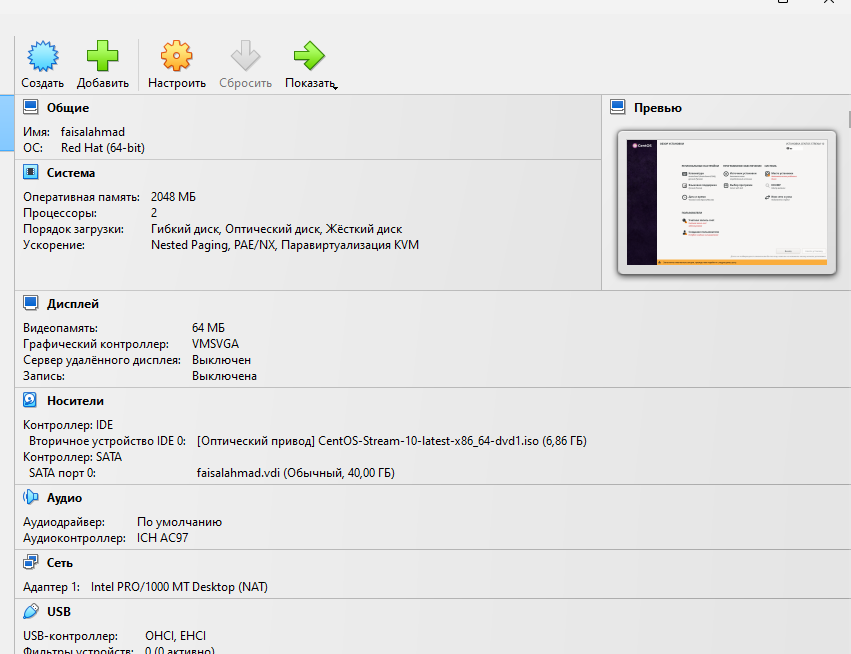 Создать Добавить Настроить Сбросить Показать
Общие
Имя: faisalahmad
ОС: Red Hat (64-bit)
Превью
CentOS
Система
Оперативная память: 2048 МБ
Процессоры: 2
Порядок загрузки: Гибкий диск, Оптический диск, Жёсткий диск
Ускорение: Nested Paging, PAE/NX, Паравиртуализация KVM
Дисплей
Видеопамять: 64 МБ
Графический контроллер: VMSVGA
Сервер удалённого дисплея: Выключен
Запись: Выключена
Носители
Контроллер: IDE
Вторичное устройство IDE 0: [Оптический привод] CentOS-Stream-10-latest-x86_64-dvd1.iso (6,86 ГБ)
Контроллер: SATA
SATA порт 0: faisalahmad.vdi (Обычный, 40,00 ГБ)
Аудио
Аудиодрайвер: По умолчанию
Аудиоконтроллер: ICH AC97
Сеть
Адаптер 1: Intel PRO/1000 MT Desktop (NAT)
USB
USB-контроллер: OHCI, EHCI
Фильтры устройств: 0 (0 активно)